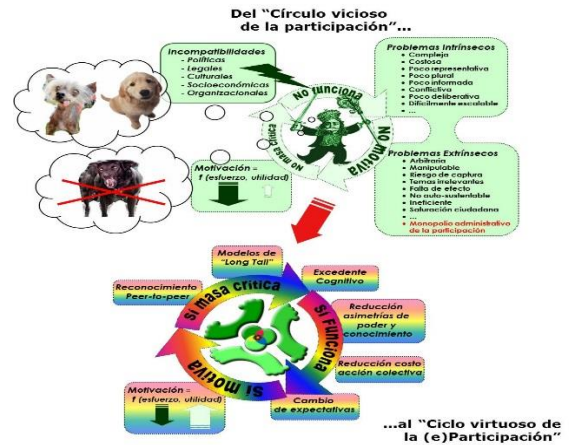 Del “Círculo vicioso
de la participación”...
Incompatibilidades
- Políticas
- Legales
- Culturales
- Socioeconómicas
- Organizacionales
No funciona
No motiva
No masa crítica
Problemas Intrínsecos
• Compleja
• Costosa
• Poco representativa
• Poco plural
• Poco informada
• Conflictiva
• Poco deliberativa
• Difícilmente escalable
• ...
Problemas Extrínsecos
• Arbitraria
• Manipulable
• Riesgo de captura
• Temas irrelevantes
• Falta de efecto
• No auto-sustentable
• Ineficiente
• Saturación ciudadana
• ...
• Monopolio administrativo
de la participación
Motivación =
f (esfuerzo, utilidad)
Modelos de
“Long Tail”
Reconocimiento
Peer-to-peer
Excedente
Cognitivo
Reducción
asimetrías de
poder y
conocimiento
Reducción costo
acción colectiva
Cambio
de expectativas
Si masa crítica
Si Funciona
Si motiva
Motivación =
f (esfuerzo, utilidad)
...al “Ciclo virtuoso de
la (e)Participación”